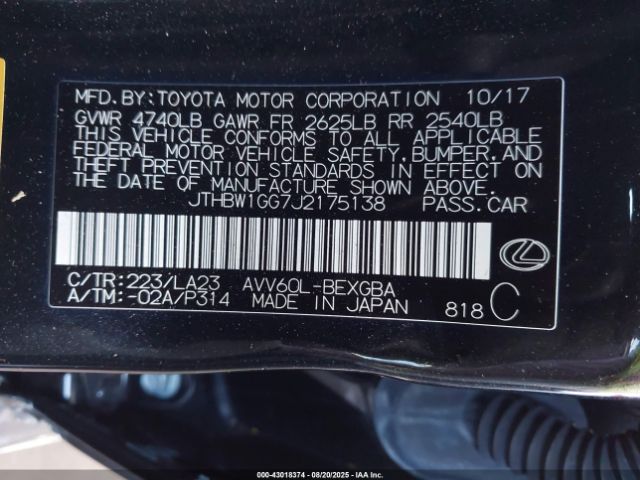 MFD. BY: TOYOTA MOTOR CORPORATION 10/17
GVWR 4740LB GAWR FR 2625LB RR 2540LB
THIS VEHICLE CONFORMS TO ALL APPLICABLE
FEDERAL MOTOR VEHICLE SAFETY, BUMPER, AND
THEFT PREVENTION STANDARDS IN EFFECT ON
THE DATE OF MANUFACTURE SHOWN ABOVE.
JTHBW1GG7J2175138 PASS.CAR
C/TR: 223/LA23 AVV60L-BEXGBA
A/TM: -02A/P314 MADE IN JAPAN 818 C
000-43018374 - 08/20/2025 - IAAI.COM